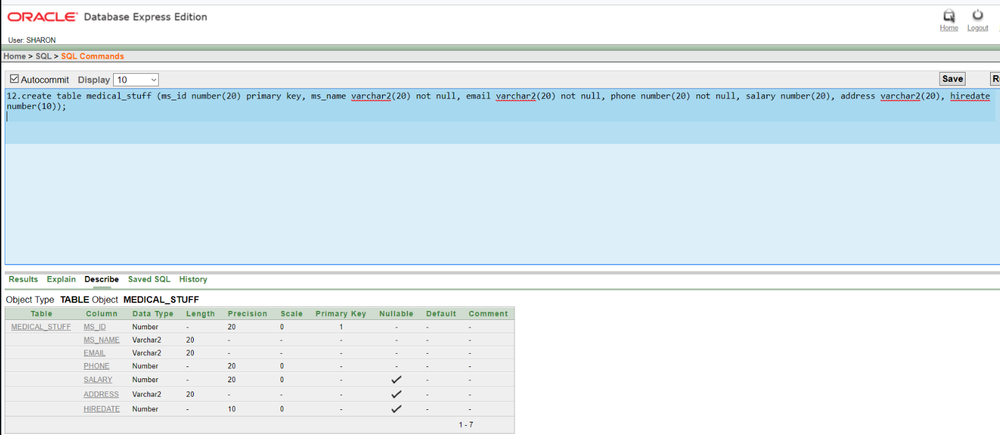 ORACLE® Database Express Edition
Home Logout
User: SHARON
Home > SQL > SQL Commands
Autocommit Display 10 Save
12.create table medical_stuff (ms_id number(20) primary key, ms_name varchar2(20) not null, email varchar2(20) not null, phone number(20) not null, salary number(20), address varchar2(20), hiredate
number(10));
Results Explain Describe Saved SQL History
Object Type TABLE Object MEDICAL_STUFF
Table Column Data Type Length Precision Scale Primary Key Nullable Default Comment
MEDICAL_STUFF MS_ID Number - 20 0 1 - - -
MS_NAME Varchar2 20 - - - - - -
EMAIL Varchar2 20 - - - - - -
PHONE Number - 20 0 - - - -
SALARY Number - 20 0 - ✓ - -
ADDRESS Varchar2 20 - - - ✓ - -
HIREDATE Number - 10 0 - ✓ - -
1 - 7